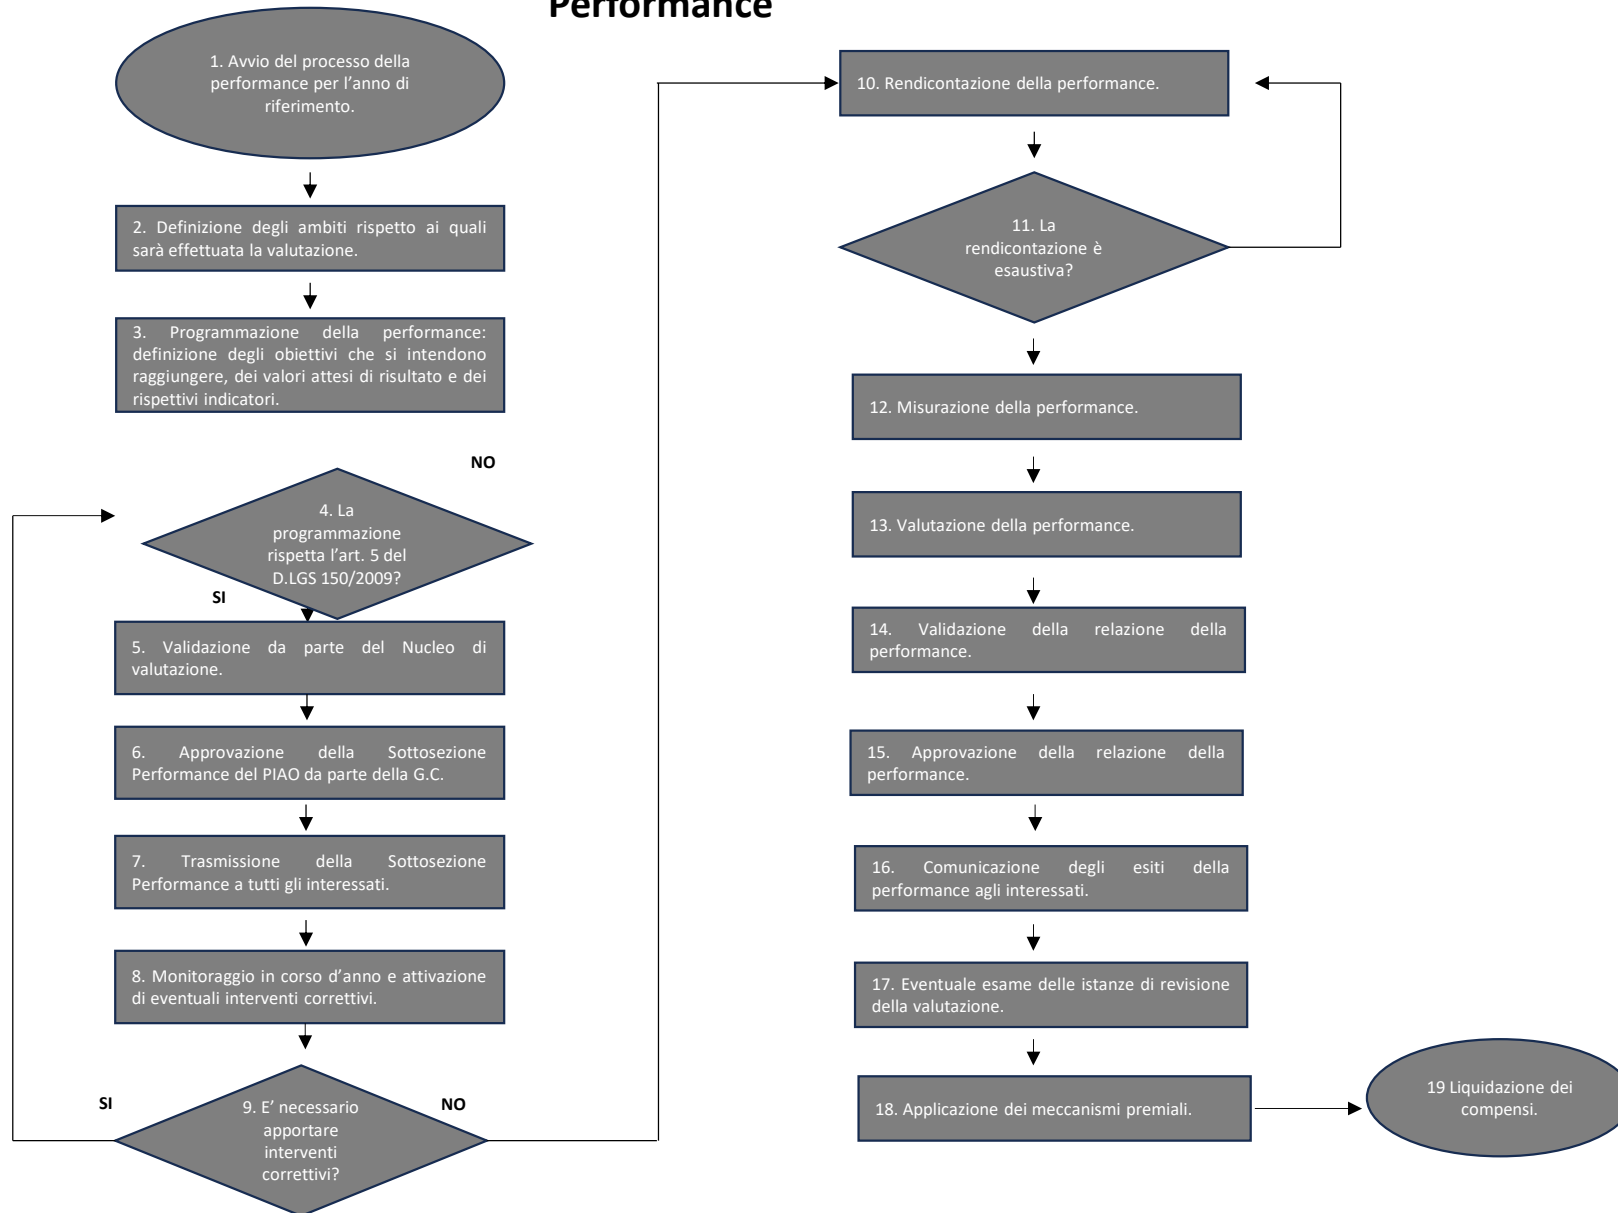 Performance
1. Avvio del processo della
performance per l'anno di
riferimento.
2. Definizione degli ambiti rispetto ai quali
sarà effettuata la valutazione.
3. Programmazione della performance:
definizione degli obiettivi che si intendono
raggiungere, dei valori attesi di risultato e dei
rispettivi indicatori.
NO
4. La
programmazione
rispetta l'art. 5 del
D.LGS 150/2009?
SI
5. Validazione da parte del Nucleo di
valutazione.
6. Approvazione della Sottosezione
Performance del PIAO da parte della G.C.
7. Trasmissione della Sottosezione
Performance a tutti gli interessati.
8. Monitoraggio in corso d'anno e attivazione
di eventuali interventi correttivi.
SI
9. E' necessario
apportare
interventi
correttivi?
NO
10. Rendicontazione della performance.
11. La
rendicontazione è
esaustiva?
12. Misurazione della performance.
13. Valutazione della performance.
14. Validazione della relazione della
performance.
15. Approvazione della relazione della
performance.
16. Comunicazione degli esiti della
performance agli interessati.
17. Eventuale esame delle istanze di revisione
della valutazione.
18. Applicazione dei meccanismi premiali.
19 Liquidazione dei
compensi.